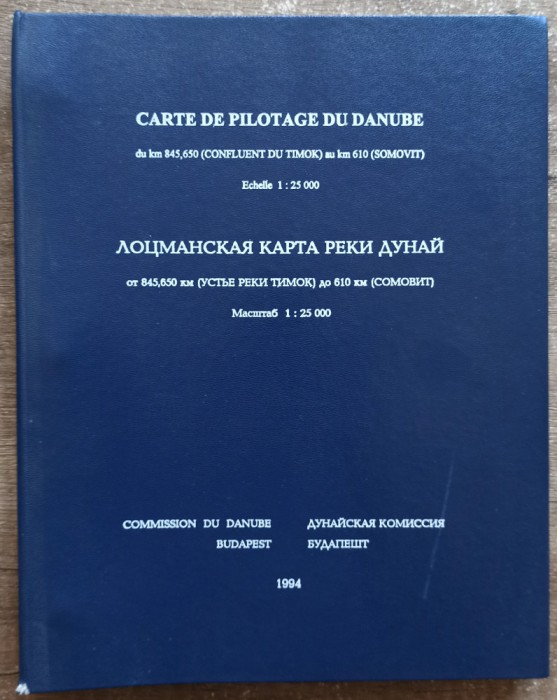 CARTE DE PILOTAGE DU DANUBE
du km 845,650 (CONFLUENT DU TIMOK) au km 610 (SOMOVIT)
Echelle 1 : 25 000
ЛОЦМАНСКАЯ КАРТА РЕКИ ДУНАЙ
от 845,650 км (УСТЬЕ РЕКИ ТИМОК) до 610 км (СОМОВИТ)
Масштаб 1 : 25 000
COMMISSION DU DANUBE ДУНАЙСКАЯ КОМИССИЯ
BUDAPEST БУДАПЕШТ
1994